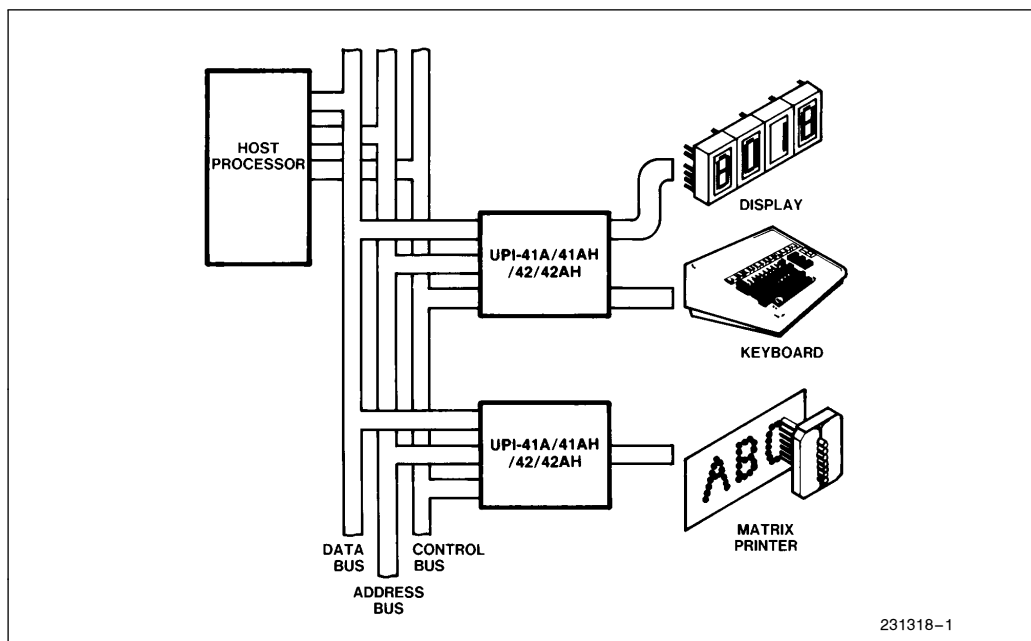 HOST
PROCESSOR
DISPLAY
UPI-41A/41AH
/42/42AH
KEYBOARD
UPI-41A/41AH
/42/42AH
ABC
MATRIX
PRINTER
DATA
BUS
CONTROL
BUS
ADDRESS
BUS
231318–1